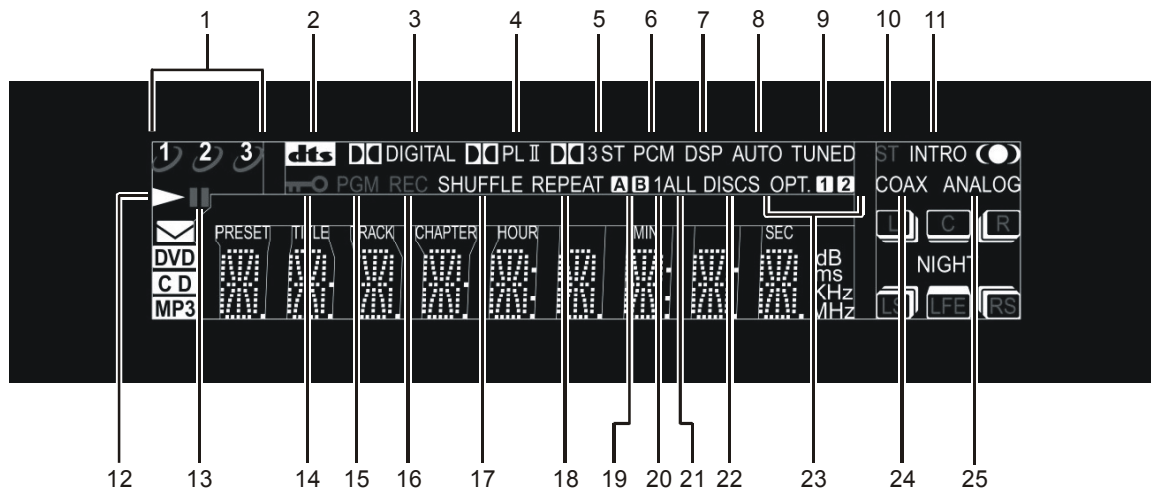 1 2 3 4 5 6 7 8 9 10 11
1 2 3 dts DIGITAL PL II 3 ST PCM DSP AUTO TUNED ST INTRO
PGM REC SHUFFLE REPEAT A B 1ALL DISCS OPT. 1 2 COAX ANALOG
PRESET TITLE TRACK CHAPTER HOUR MIN SEC L C R
DVD dB NIGHT
CD ms
KHz
MP3 MHz LS LFE RS
12 13 14 15 16 17 18 19 20 21 22 23 24 25